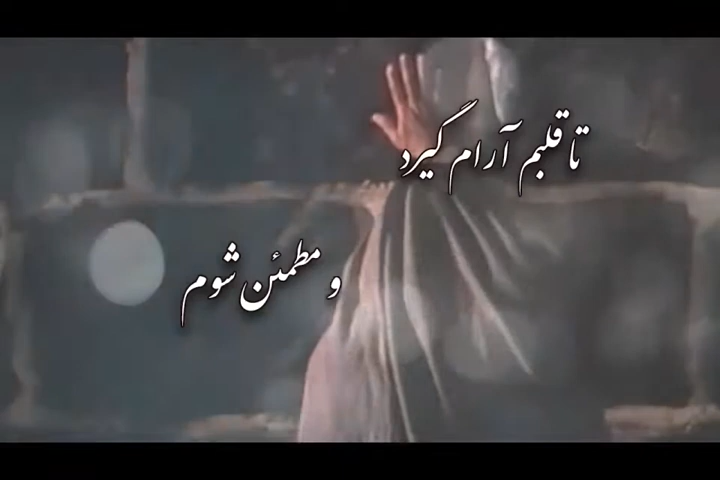 تا قلبم آرام گیرد
و مطمئن شوم